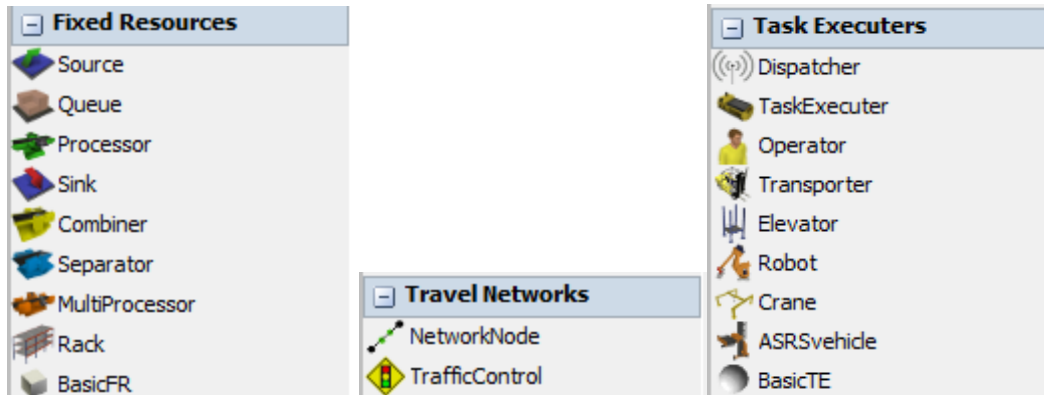 Fixed Resources
Source
Queue
Processor
Sink
Combiner
Separator
MultiProcessor
Rack
BasicFR
Travel Networks
NetworkNode
TrafficControl
Task Executers
Dispatcher
TaskExecuter
Operator
Transporter
Elevator
Robot
Crane
ASRSvehicle
BasicTE